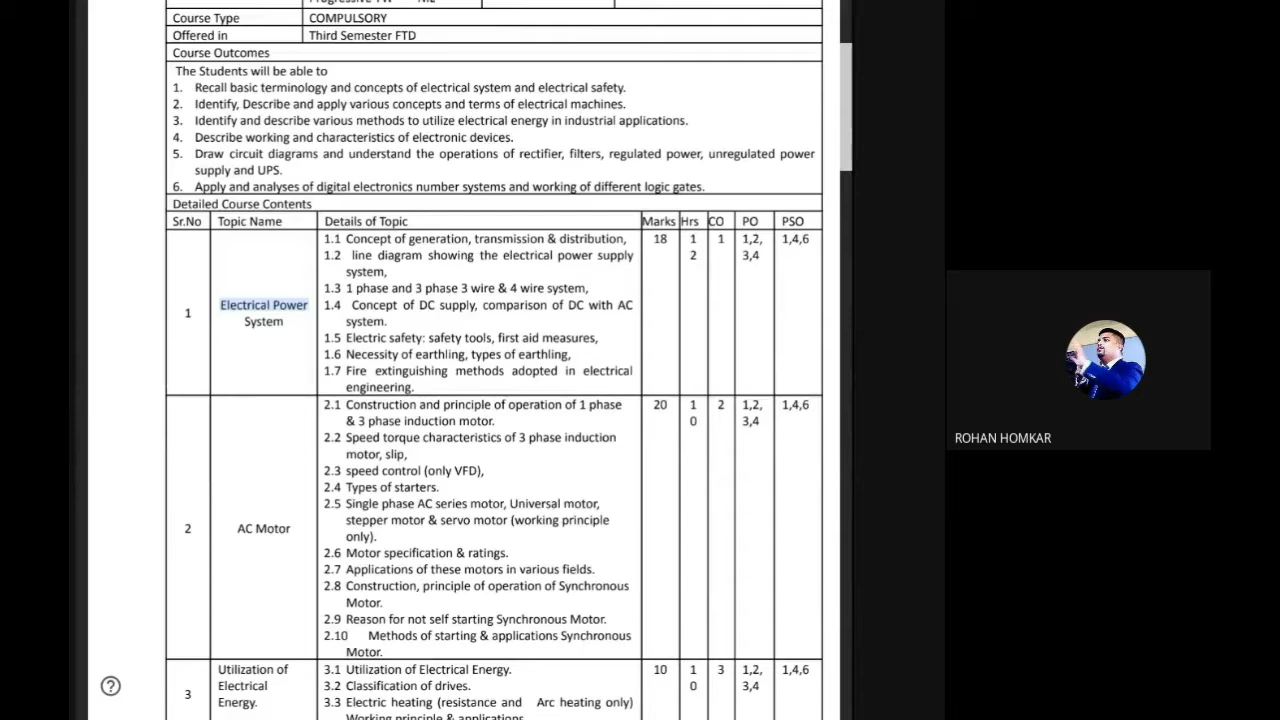 Progressive TW NIL
Course Type COMPULSORY
Offered in Third Semester FTD
Course Outcomes
The Students will be able to
1. Recall basic terminology and concepts of electrical system and electrical safety.
2. Identify, Describe and apply various concepts and terms of electrical machines.
3. Identify and describe various methods to utilize electrical energy in industrial applications.
4. Describe working and characteristics of electronic devices.
5. Draw circuit diagrams and understand the operations of rectifier, filters, regulated power, unregulated power
supply and UPS.
6. Apply and analyses of digital electronics number systems and working of different logic gates.
Detailed Course Contents
Sr.No Topic Name Details of Topic Marks Hrs CO PO PSO
1
Electrical Power
System
1.1 Concept of generation, transmission & distribution,
1.2 line diagram showing the electrical power supply
system,
1.3 1 phase and 3 phase 3 wire & 4 wire system,
1.4 Concept of DC supply, comparison of DC with AC
system.
1.5 Electric safety: safety tools, first aid measures,
1.6 Necessity of earthling, types of earthling,
1.7 Fire extinguishing methods adopted in electrical
engineering.
18
1
2
1
1,2,
3,4
1,4,6
2
AC Motor
2.1 Construction and principle of operation of 1 phase
& 3 phase induction motor.
2.2 Speed torque characteristics of 3 phase induction
motor, slip,
2.3 speed control (only VFD),
2.4 Types of starters.
2.5 Single phase AC series motor, Universal motor,
stepper motor & servo motor (working principle
only).
2.6 Motor specification & ratings.
2.7 Applications of these motors in various fields.
2.8 Construction, principle of operation of Synchronous
Motor.
2.9 Reason for not self starting Synchronous Motor.
2.10 Methods of starting & applications Synchronous
Motor.
20
1
0
2
1,2,
3,4
1,4,6
3
Utilization of
Electrical
Energy.
3.1 Utilization of Electrical Energy.
3.2 Classification of drives.
3.3 Electric heating (resistance and Arc heating only)
Working principle & applications
10
1
0
3
1,2,
3,4
1,4,6
ROHAN HOMKAR